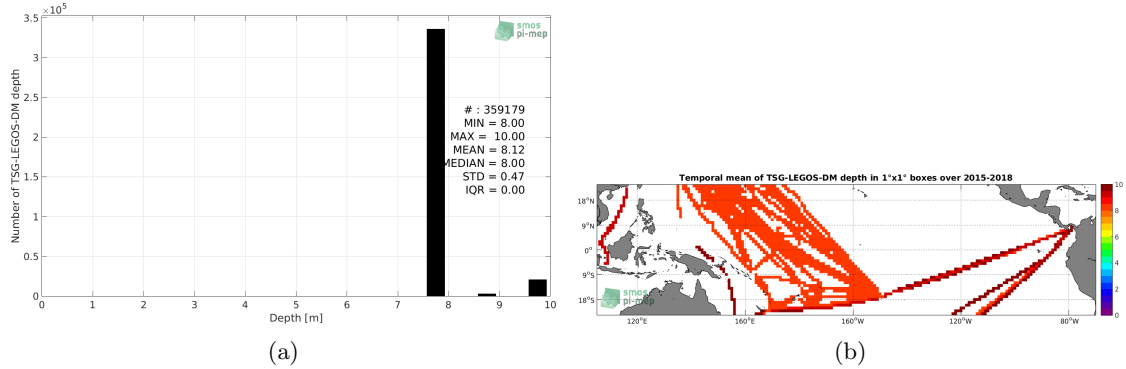 ×10⁵
3.5
3
2.5
2
1.5
1
0.5
0
Number of TSG-LEGOS-DM depth
smos
pi-mep
# : 359179
MIN = 8.00
MAX = 10.00
MEAN = 8.12
MEDIAN = 8.00
STD = 0.47
IQR = 0.00
0 1 2 3 4 5 6 7 8 9 10
Depth [m]
(a)
Temporal mean of TSG-LEGOS-DM depth in 1°x1° boxes over 2015-2018
18°N
9°N
0°
9°S
18°S
smos
pi-mep
120°E 160°E 160°W 120°W 80°W
10
8
6
4
2
0
(b)